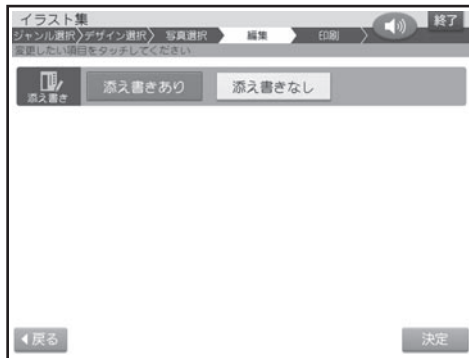 イラスト集
終了
ジャンル選択 デザイン選択 写真選択 編集 印刷
変更したい項目をタッチしてください
添え書き 添え書きあり 添え書きなし
戻る 決定